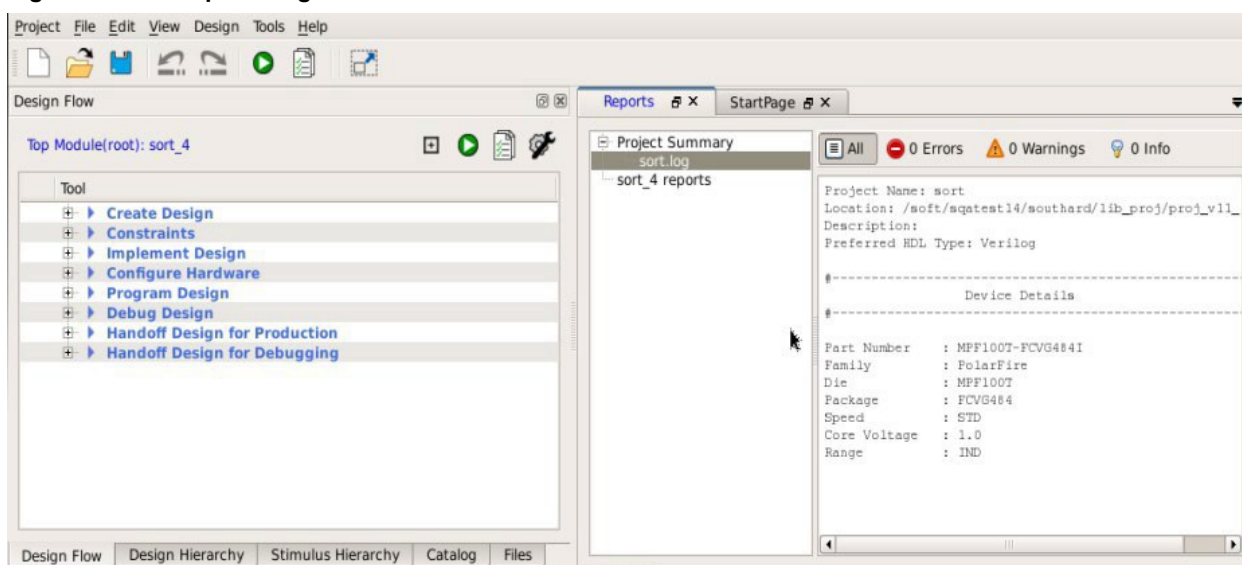 Project File Edit View Design Tools Help
Design Flow
Top Module(root): sort_4
Tool
Create Design
Constraints
Implement Design
Configure Hardware
Program Design
Debug Design
Handoff Design for Production
Handoff Design for Debugging
Design Flow Design Hierarchy Stimulus Hierarchy Catalog Files
Reports StartPage
Project Summary
sort.log
sort_4 reports
All 0 Errors 0 Warnings 0 Info
Project Name: sort
Location: /soft/sqatest14/southard/lib_proj/proj_v11_
Description:
Preferred HDL Type: Verilog
#--------------------------------------------------
Device Details
#--------------------------------------------------
Part Number : MPF100T-FCVG484I
Family : PolarFire
Die : MPF100T
Package : FCVG484
Speed : STD
Core Voltage : 1.0
Range : IND